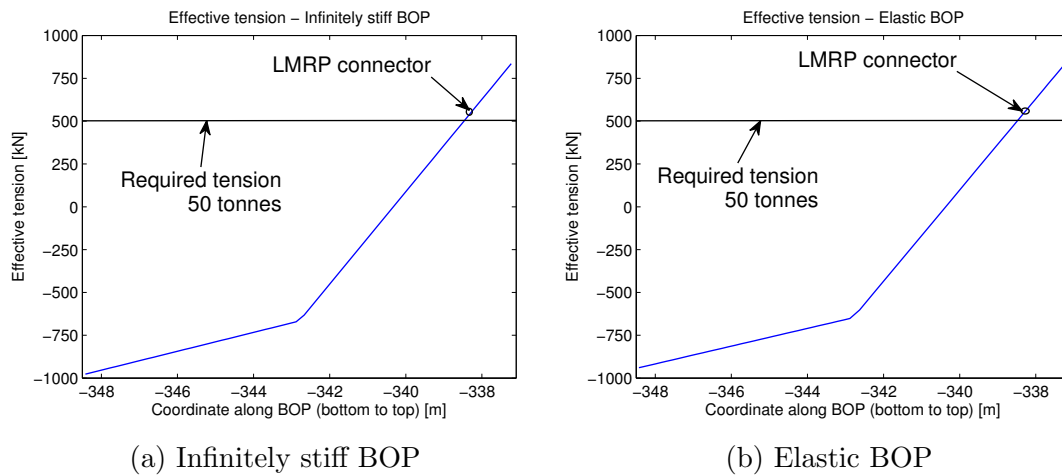 Effective tension − Infinitely stiff BOP
1000
750
500
250
0
−250
−500
−750
−1000
Effective tension [kN]
LMRP connector
Required tension
50 tonnes
−348
−346
−344
−342
−340
−338
Coordinate along BOP (bottom to top) [m]
(a) Infinitely stiff BOP
Effective tension − Elastic BOP
1000
750
500
250
0
−250
−500
−750
−1000
Effective tension [kN]
LMRP connector
Required tension
50 tonnes
−348
−346
−344
−342
−340
−338
Coordinate along BOP (bottom to top) [m]
(b) Elastic BOP